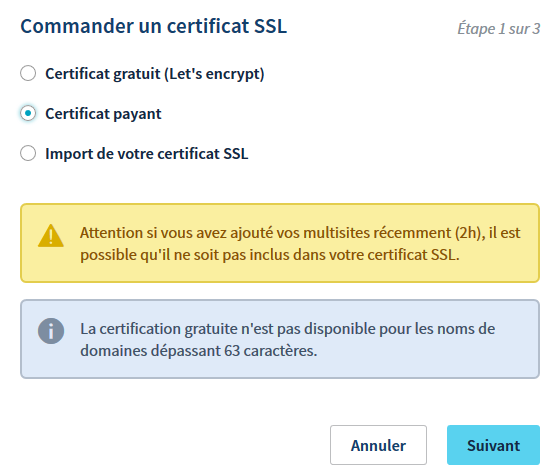 Commander un certificat SSL
Étape 1 sur 3
Certificat gratuit (Let's encrypt)
Certificat payant
Import de votre certificat SSL
Attention si vous avez ajouté vos multisites récemment (2h), il est
possible qu'il ne soit pas inclus dans votre certificat SSL.
La certification gratuite n'est pas disponible pour les noms de
domaines dépassant 63 caractères.
Annuler
Suivant